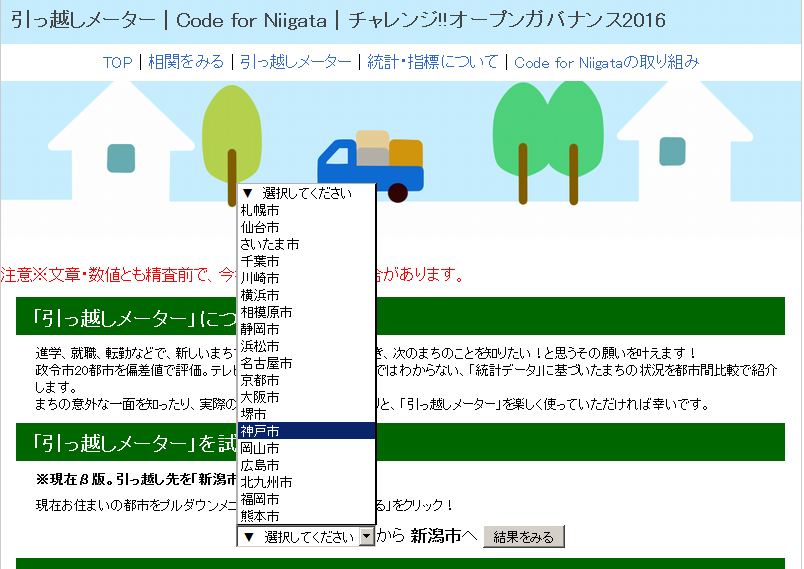 引っ越しメーター | Code for Niigata | チャレンジ!!オープンガバナンス2016
TOP | 相関をみる | 引っ越しメーター | 統計・指標について | Code for Niigataの取り組み
▼ 選択してください
札幌市
仙台市
さいたま市
千葉市
川崎市
横浜市
相模原市
静岡市
浜松市
名古屋市
京都市
大阪市
堺市
神戸市
岡山市
広島市
北九州市
福岡市
熊本市
注意※文章・数値とも精査前で、今 合があります。
「引っ越しメーター」につ
進学、就職、転勤などで、新しいまち き、次のまちのことを知りたい！と思うその願いを叶えます！
政令市20都市を偏差値で評価。テレビ ではわからない、「統計データ」に基づいたまちの状況を都市間比較で紹介
します。
まちの意外な一面を知ったり、実際の りと、「引っ越しメーター」を楽しく使っていただければ幸いです。
「引っ越しメーター」を試
※現在β版。引っ越し先を「新潟市
現在お住まいの都市をプルダウンメニ る」をクリック！
▼ 選択してください から 新潟市へ 結果をみる